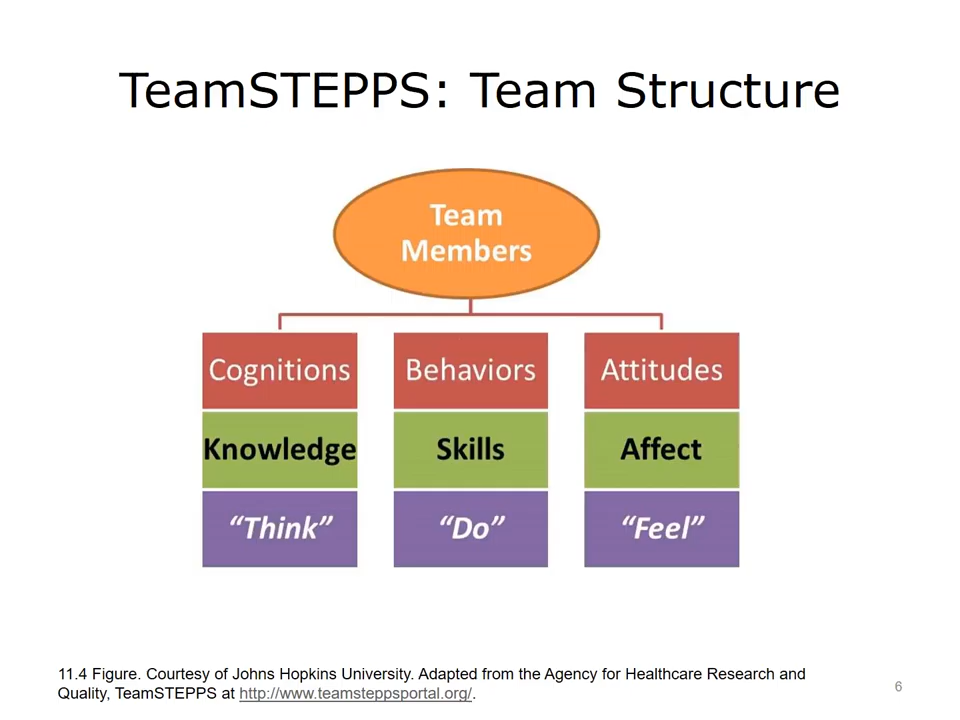 TeamSTEPPS: Team Structure
Team
Members
Cognitions
Behaviors
Attitudes
Knowledge
Skills
Affect
“Think”
“Do”
“Feel”
11.4 Figure. Courtesy of Johns Hopkins University. Adapted from the Agency for Healthcare Research and
Quality, TeamSTEPPS at http://www.teamsteppsportal.org/.
6